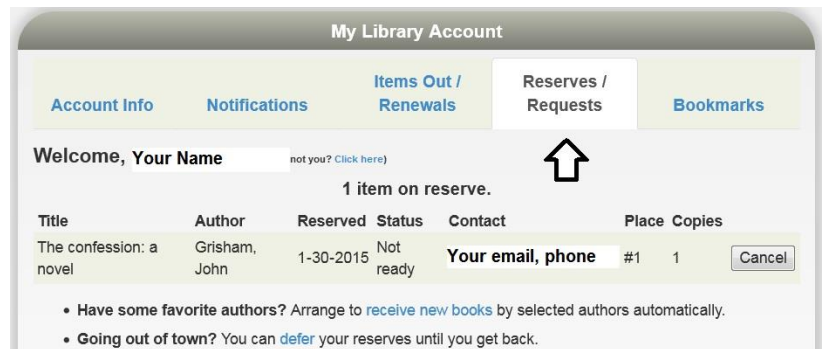 My Library Account
Account Info Notifications Items Out / Renewals Reserves / Requests Bookmarks
Welcome, Your Name not you? Click here)
1 item on reserve.
Title Author Reserved Status Contact Place Copies
The confession: a novel Grisham, John 1-30-2015 Not ready Your email, phone #1 1 Cancel
• Have some favorite authors? Arrange to receive new books by selected authors automatically.
• Going out of town? You can defer your reserves until you get back.